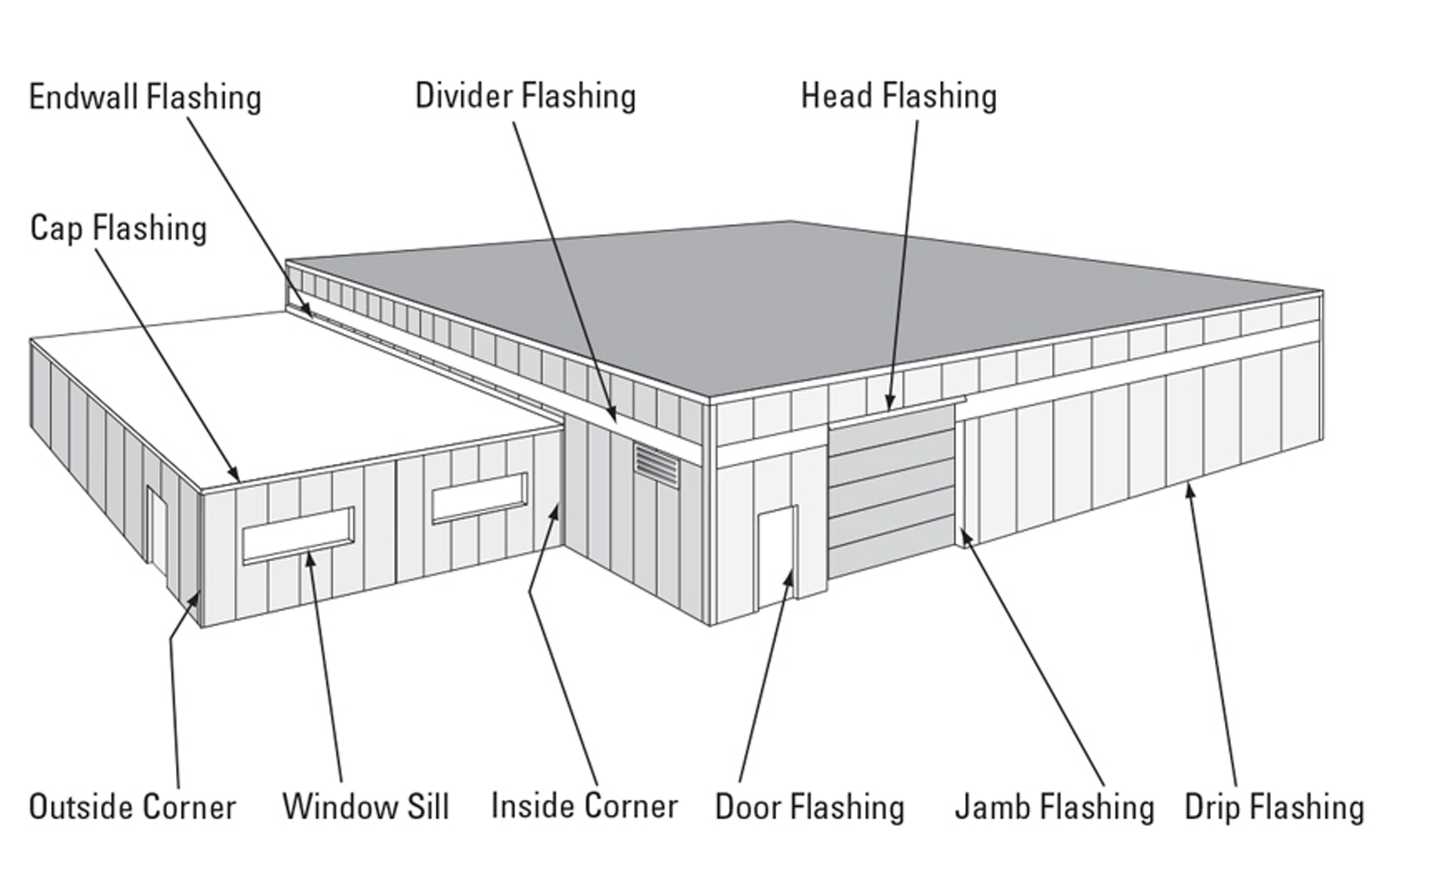 Endwall Flashing
Divider Flashing
Head Flashing
Cap Flashing
Outside Corner
Window Sill
Inside Corner
Door Flashing
Jamb Flashing
Drip Flashing